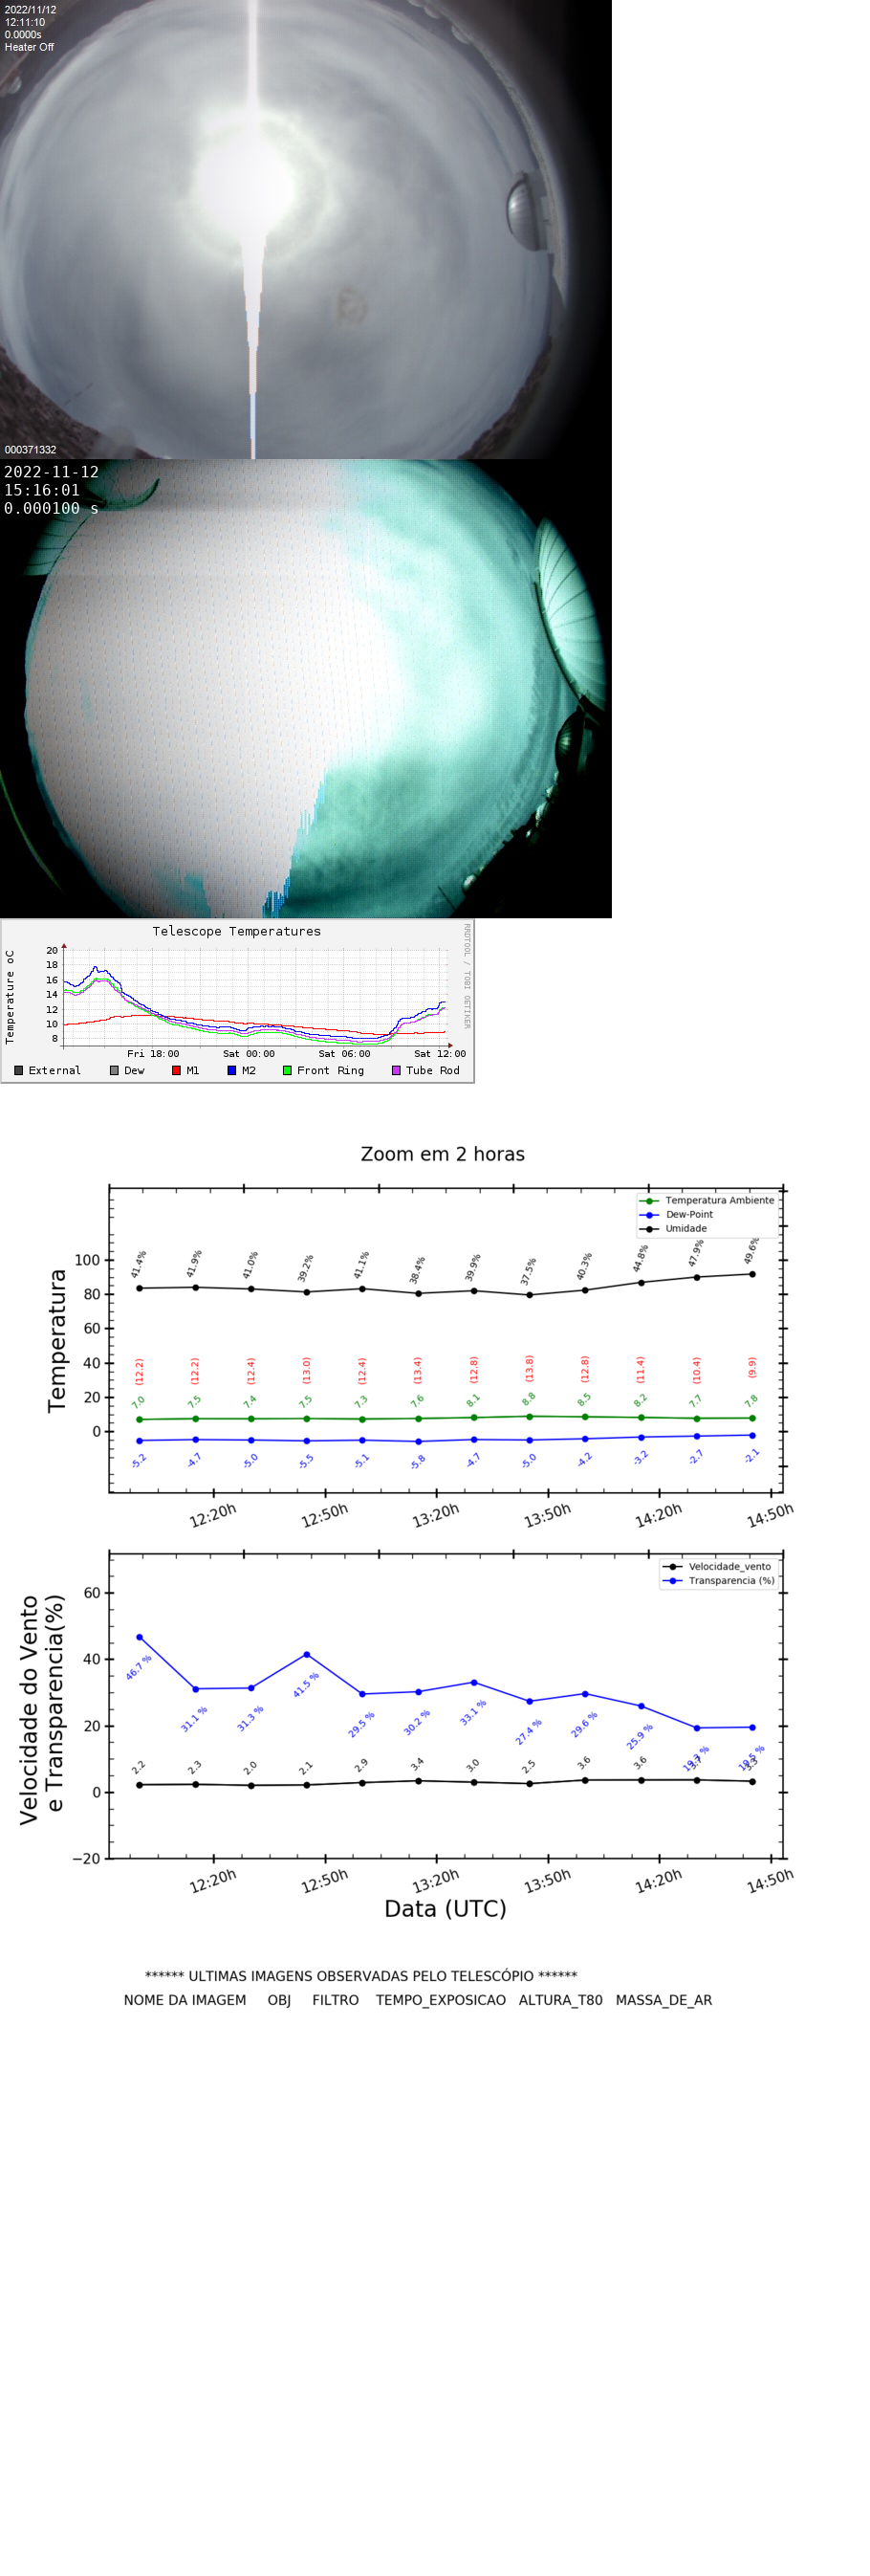 2022/11/12
12:11:10
0.0000s
Heater Off
000371332
2022-11-12
15:16:01
0.000100 s
Telescope Temperatures
RRDTOOL / TOBI OETIKER
Temperature oC
20
18
16
14
12
10
8
Fri 18:00 Sat 00:00 Sat 06:00 Sat 12:00
External Dew M1 M2 Front Ring Tube Rod
Zoom em 2 horas
Temperatura Ambiente
Dew-Point
Umidade
Temperatura
100
80
60
40
20
0
41.4% 41.9% 41.0% 39.2% 41.1% 38.4% 39.9% 37.5% 40.3% 44.8% 47.9% 49.6%
(12.2) (12.2) (12.4) (13.0) (12.4) (13.4) (12.8) (13.8) (12.8) (11.4) (10.4) (9.9)
7.0 7.5 7.4 7.5 7.3 7.6 8.1 8.8 8.5 8.2 7.7 7.8
-5.2 -4.7 -5.0 -5.5 -5.1 -5.8 -4.7 -5.0 -4.2 -3.2 -2.7 -2.1
12:20h 12:50h 13:20h 13:50h 14:20h 14:50h
Velocidade_vento
Transparencia (%)
Velocidade do Vento
e Transparencia(%)
60
40
20
0
−20
46.7 % 31.1 % 31.3 % 41.5 % 29.5 % 30.2 % 33.1 % 27.4 % 29.6 % 25.9 % 19.3 % 19.5 %
2.2 2.3 2.0 2.1 2.9 3.4 3.0 2.5 3.6 3.6 3.7
12:20h 12:50h 13:20h 13:50h 14:20h 14:50h
Data (UTC)
****** ULTIMAS IMAGENS OBSERVADAS PELO TELESCÓPIO ******
NOME DA IMAGEM OBJ FILTRO TEMPO_EXPOSICAO ALTURA_T80 MASSA_DE_AR